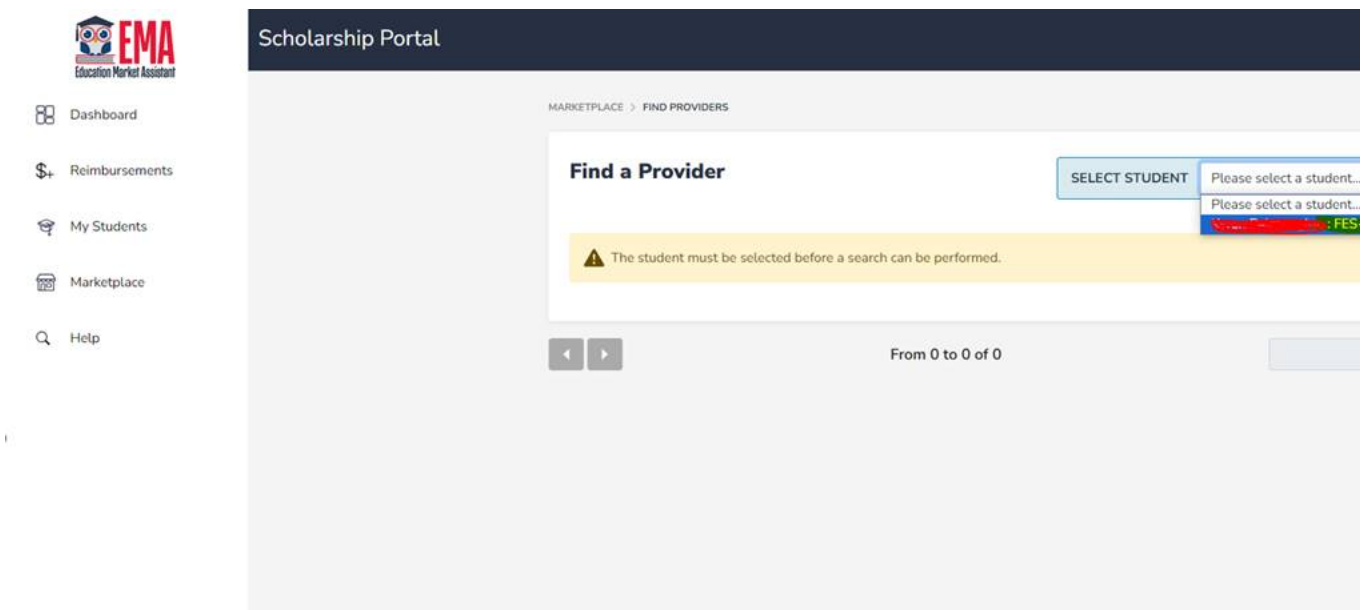 EMA
Education Market Assistant
Scholarship Portal
Dashboard
Reimbursements
My Students
Marketplace
Help
MARKETPLACE > FIND PROVIDERS
Find a Provider
SELECT STUDENT
Please select a student...
Please select a student...
: FES-
The student must be selected before a search can be performed.
From 0 to 0 of 0